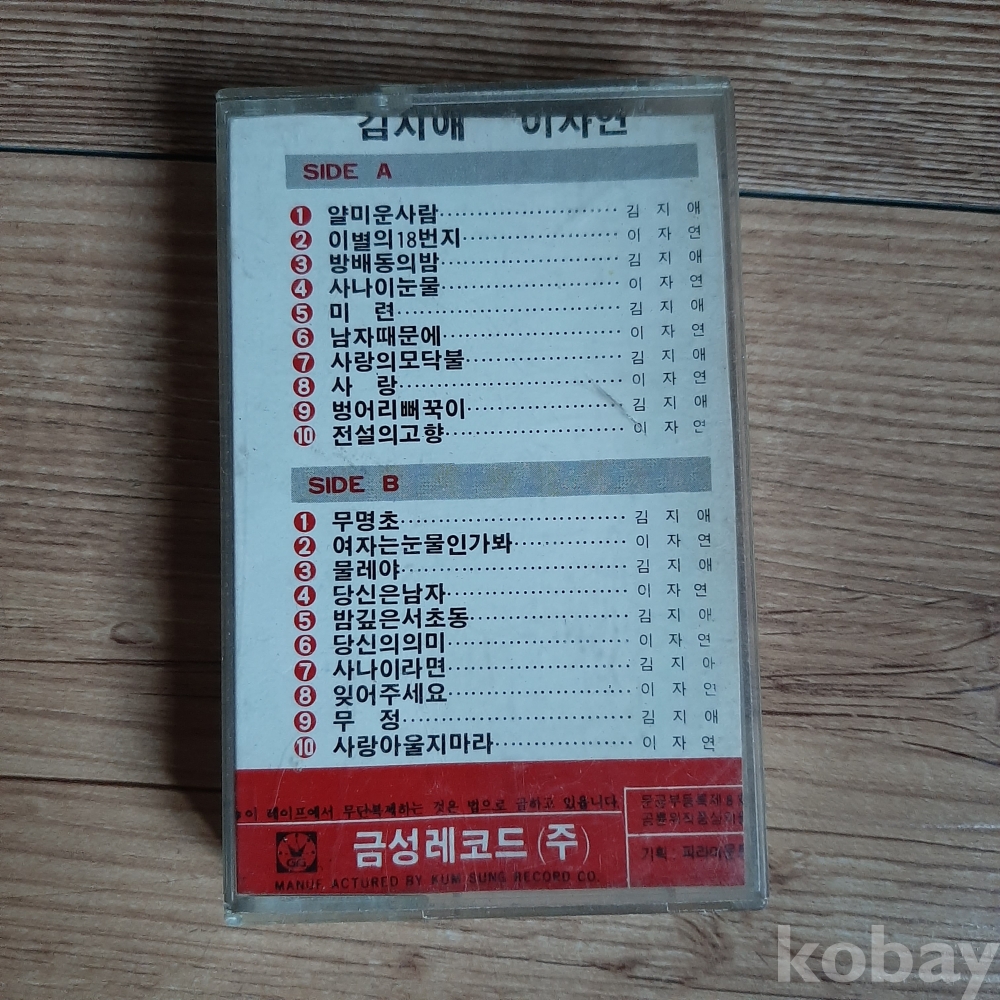 김지애 이자연
SIDE A
1 얄미운사람 김 지 애
2 이별의18번지 이 자 연
3 방배동의밤 김 지 애
4 사나이눈물 이 자 연
5 미 련 김 지 애
6 남자때문에 이 자 연
7 사랑의모닥불 김 지 애
8 사 랑 이 자 연
9 벙어리뻐꾹이 김 지 애
10 전설의고향 이 자 연
SIDE B
1 무명초 김 지 애
2 여자는눈물인가봐 이 자 연
3 물레야 김 지 애
4 당신은남자 이 자 연
5 밤깊은서초동 김 지 애
6 당신의의미 이 자 연
7 사나이라면 김 지 애
8 잊어주세요 이 자 연
9 무 정 김 지 애
10 사랑아울지마라 이 자 연
이 테이프에서 무단복제하는 것은 법으로 금하고 있읍니다.
문공부등록제
금성레코드(주)
기획:
MANUFACTURED BY KUM SUNG RECORD CO.
kobay